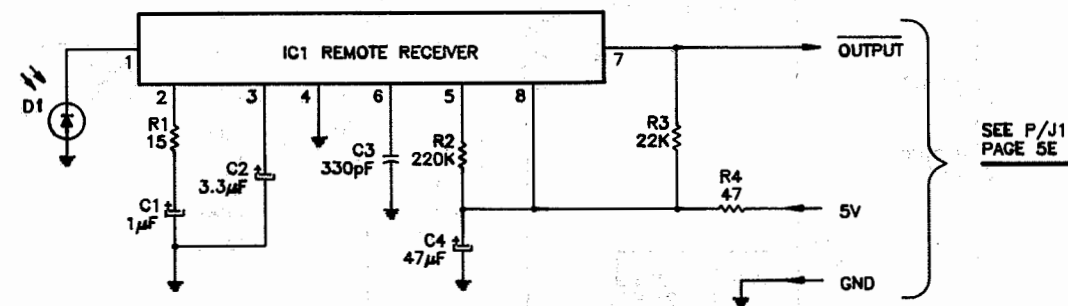 IC1 REMOTE RECEIVER
1
7
OUTPUT
2
3
4
6
5
8
D1
R1
15
C2
3.3µF
C3
330pF
R2
220K
R3
22K
R4
47
5V
C1
1µF
C4
47µF
GND
SEE P/J1
PAGE 5E